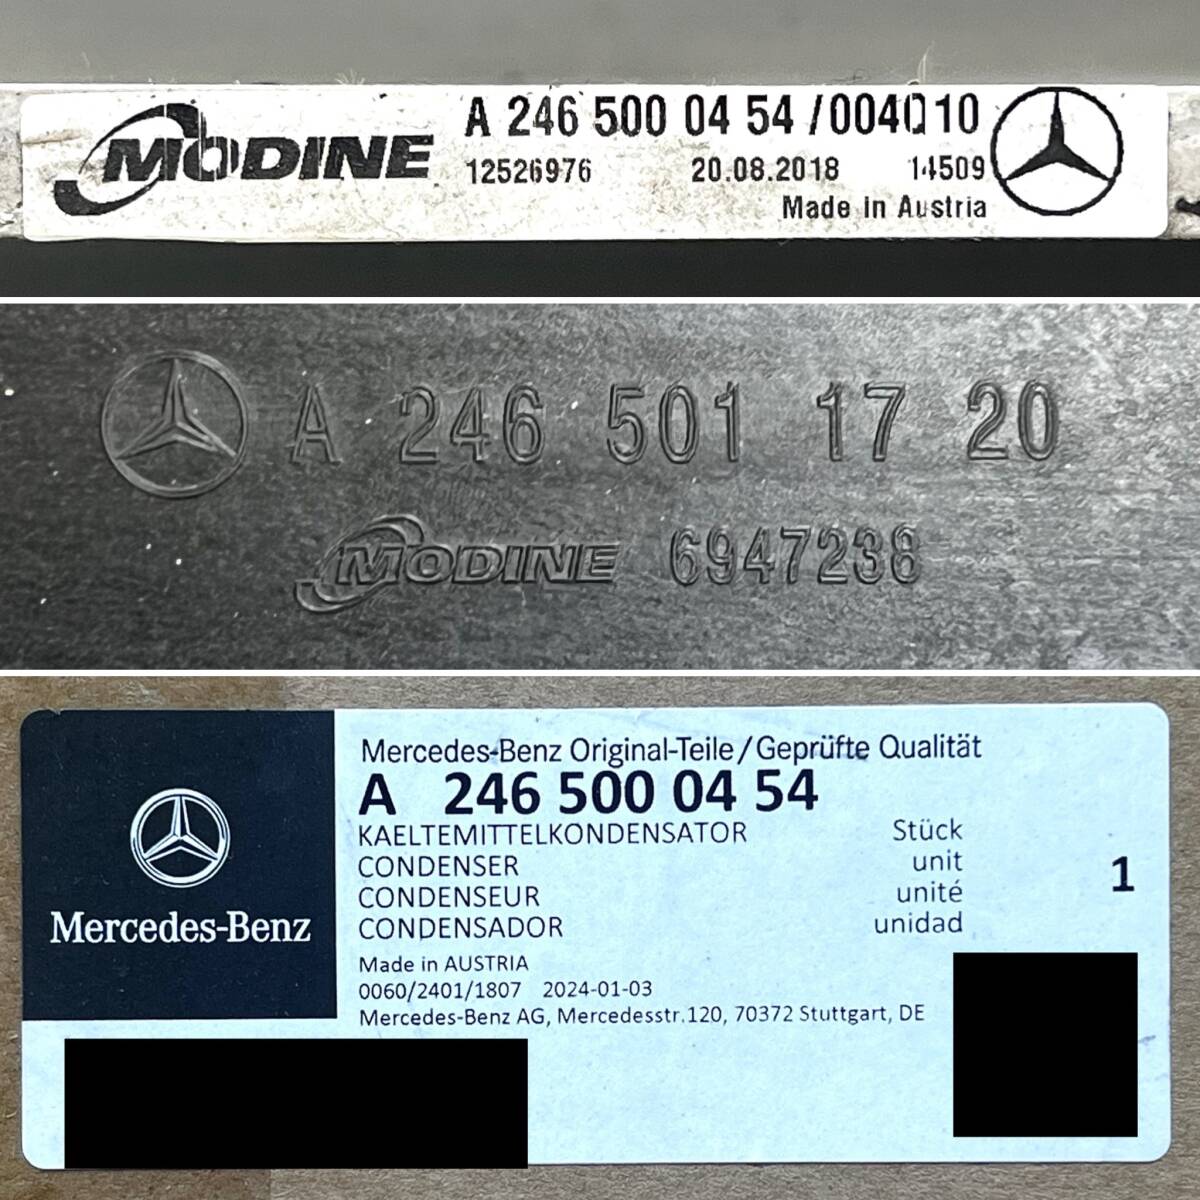 MODINE
A 246 500 04 54 /004Q10
12526976 20.08.2018 14509
Made in Austria
A 246 501 17 20
MODINE 6947238
Mercedes-Benz
Mercedes-Benz Original-Teile/Geprüfte Qualität
A 246 500 04 54
KAELTEMITTELKONDENSATOR Stück
CONDENSER unit
CONDENSEUR unité
CONDENSADOR unidad
1
Made in AUSTRIA
0060/2401/1807 2024-01-03
Mercedes-Benz AG, Mercedesstr.120, 70372 Stuttgart, DE